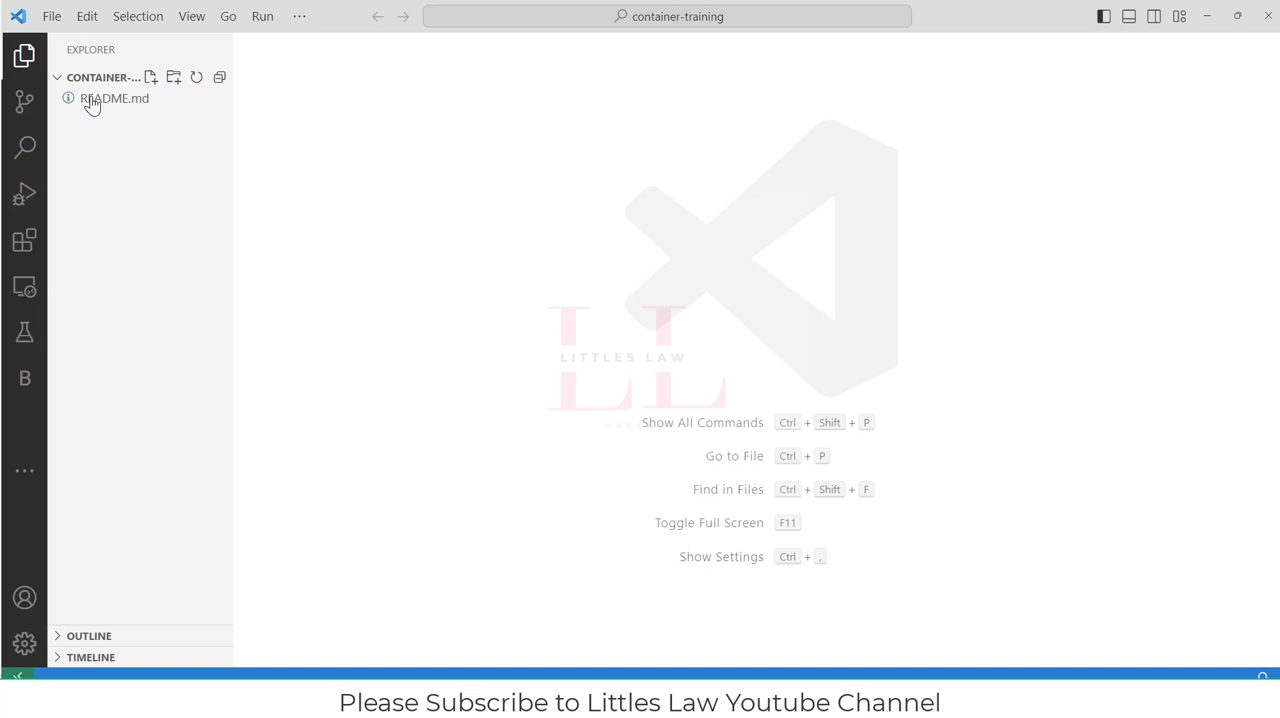 File Edit Selection View Go Run ...
container-training
EXPLORER
CONTAINER-...
README.md
LITTLES LAW
Show All Commands Ctrl + Shift + P
Go to File Ctrl + P
Find in Files Ctrl + Shift + F
Toggle Full Screen F11
Show Settings Ctrl + ,
B
OUTLINE
TIMELINE
Please Subscribe to Littles Law Youtube Channel